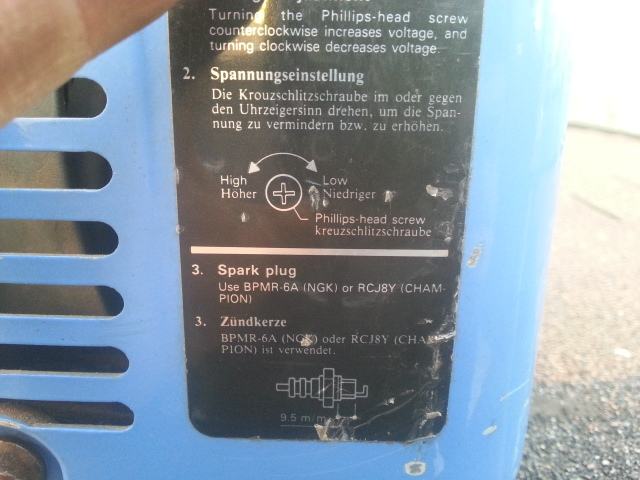 Turning the Phillips-head screw
counterclockwise increases voltage, and
turning clockwise decreases voltage.
2. Spannungseinstellung
Die Krouzschlitzschraube im oder gegen
den Uhrzeigersinn drehen, um die Span-
nung zu vermindern bzw. zu erhöhen.
High Low
Höher Niedriger
Phillips-head screw
kreuzschlitzschraube
3. Spark plug
Use BPMR-6A (NGK) or RCJ8Y (CHAM-
PION)
3. Zündkerze
BPMR-6A (NGK) oder RCJ8Y (CHAM-
PION) ist verwendet.
9.5 m/m